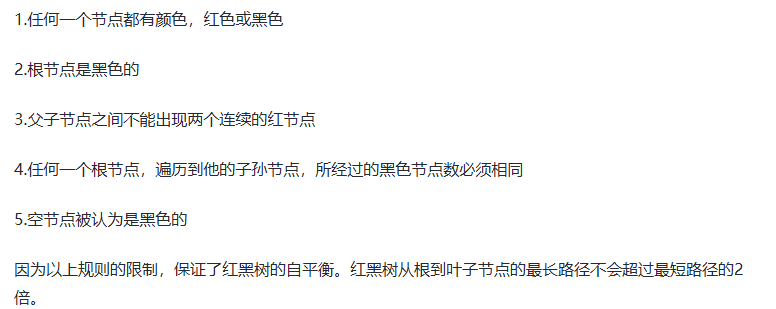 1.任何一个节点都有颜色，红色或黑色
2.根节点是黑色的
3.父子节点之间不能出现两个连续的红节点
4.任何一个根节点，遍历到他的子孙节点，所经过的黑色节点数必须相同
5.空节点被认为是黑色的
因为以上规则的限制，保证了红黑树的自平衡。红黑树从根到叶子节点的最长路径不会超过最短路径的2
倍。